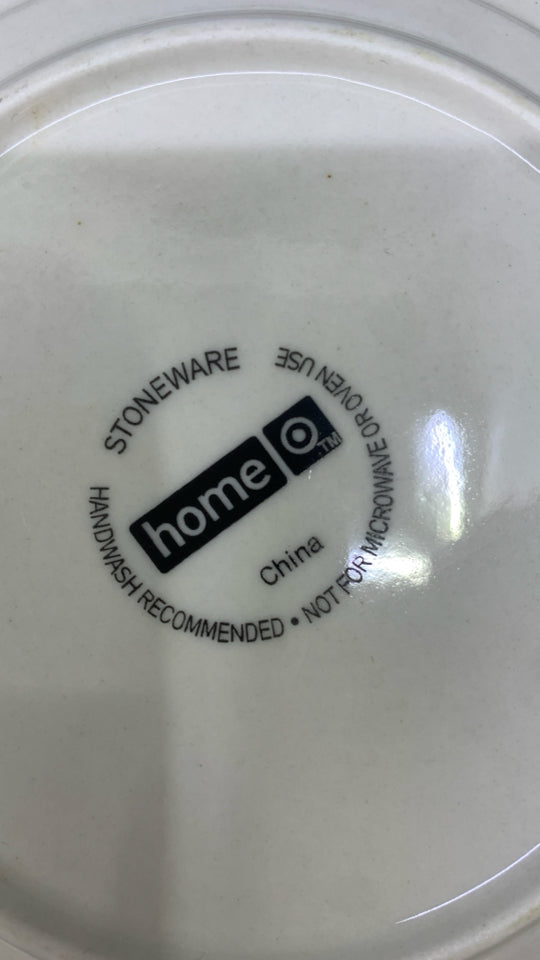 STONEWARE
home
TM
China
HANDWASH RECOMMENDED • NOT FOR MICROWAVE OR OVEN USE